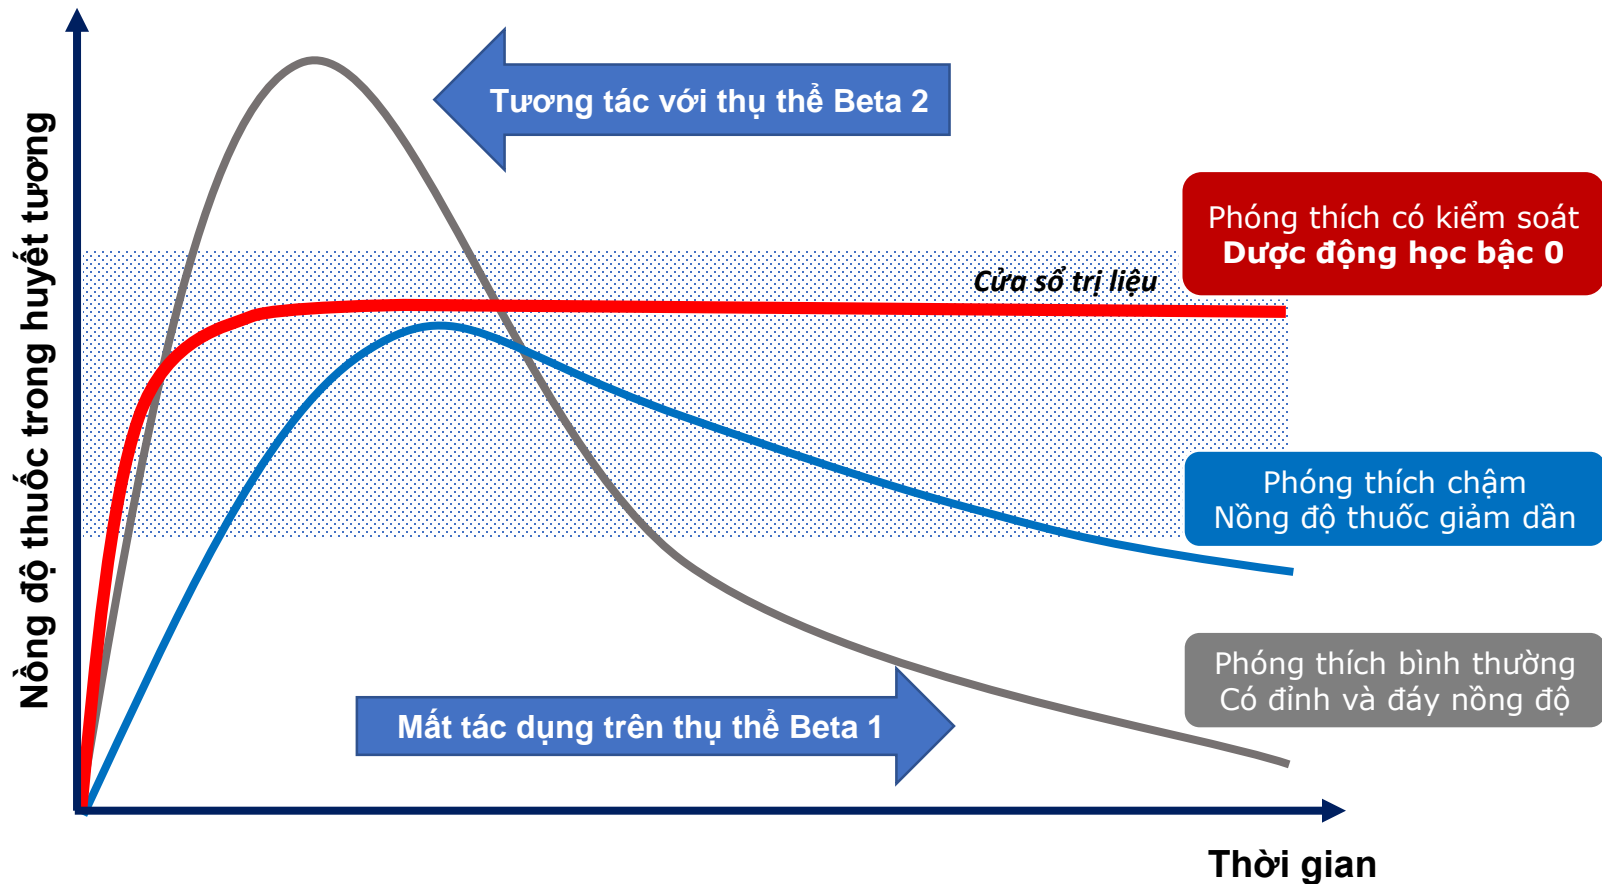 Nồng độ thuốc trong huyết tương
Tương tác với thụ thể Beta 2
Phóng thích có kiểm soát
Dược động học bậc 0
Cửa sổ trị liệu
Phóng thích chậm
Nồng độ thuốc giảm dần
Phóng thích bình thường
Có đỉnh và đáy nồng độ
Mất tác dụng trên thụ thể Beta 1
Thời gian